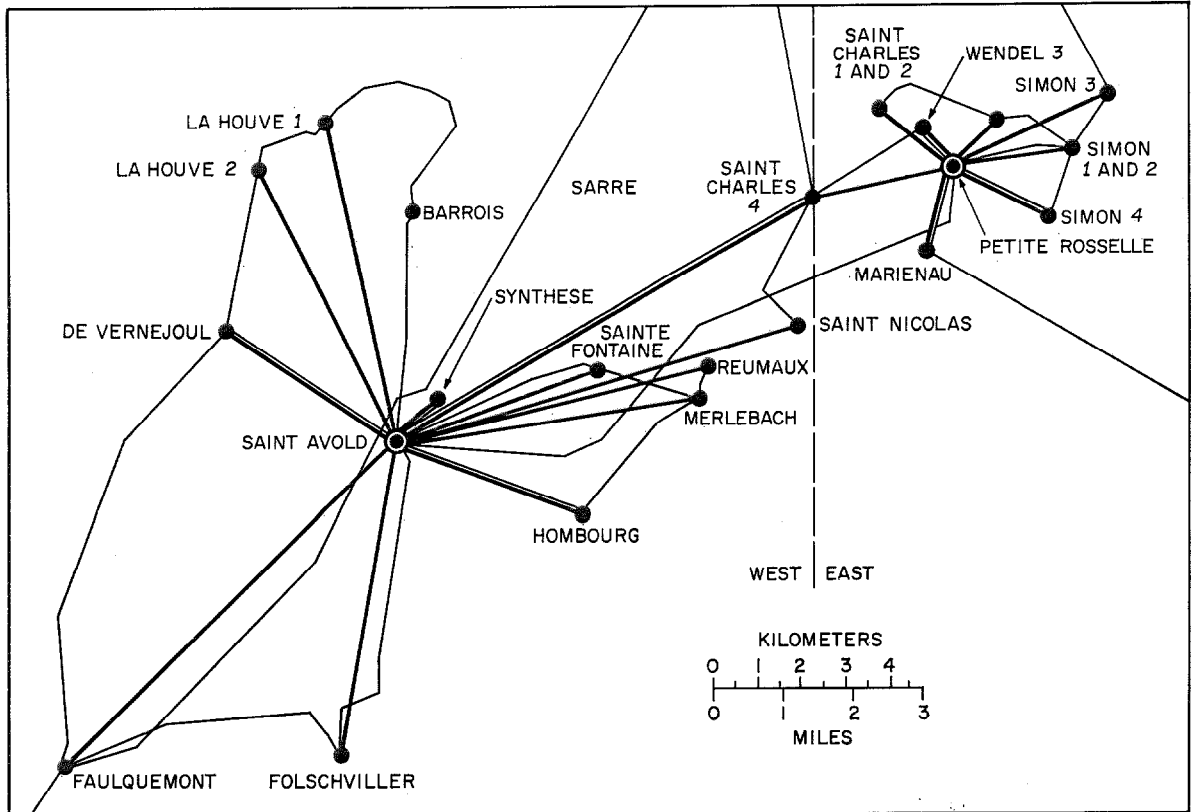 SAINT
CHARLES
1 AND 2
WENDEL 3
SIMON 3
LA HOUVE 1
LA HOUVE 2
SAINT
CHARLES
4
SIMON
1 AND 2
SARRE
BARROIS
SIMON 4
PETITE ROSSELLE
MARIENAU
SYNTHESE
DE VERNEJOUL
SAINTE
FONTAINE
SAINT NICOLAS
REUMAUX
MERLEBACH
SAINT AVOLD
HOMBOURG
WEST EAST
KILOMETERS
0 1 2 3 4
0 1 2 3
MILES
FAULQUEMONT
FOLSCHVILLER